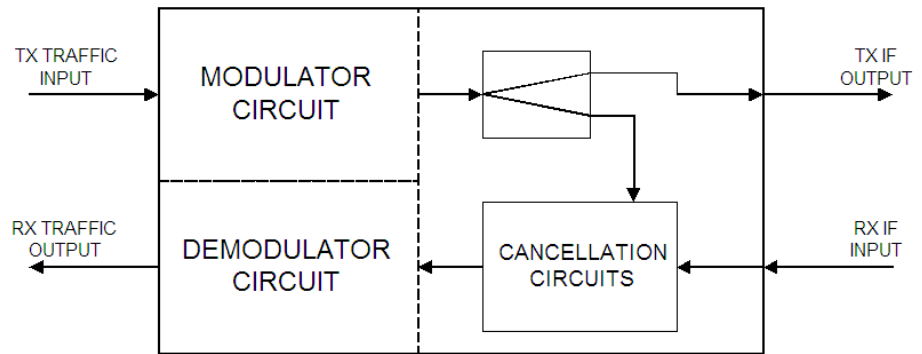 TX TRAFFIC
INPUT
MODULATOR
CIRCUIT
TX IF
OUTPUT
RX TRAFFIC
OUTPUT
DEMODULATOR
CIRCUIT
CANCELLATION
CIRCUITS
RX IF
INPUT